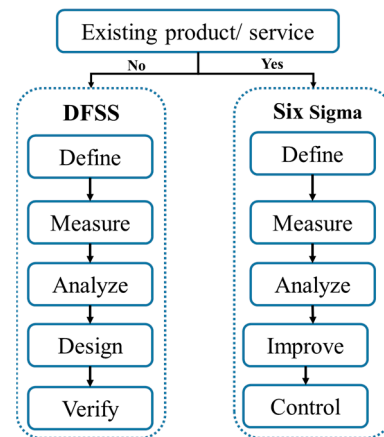 Existing product/ service
No
Yes
DFSS
Define
Measure
Analyze
Design
Verify
Six Sigma
Define
Measure
Analyze
Improve
Control